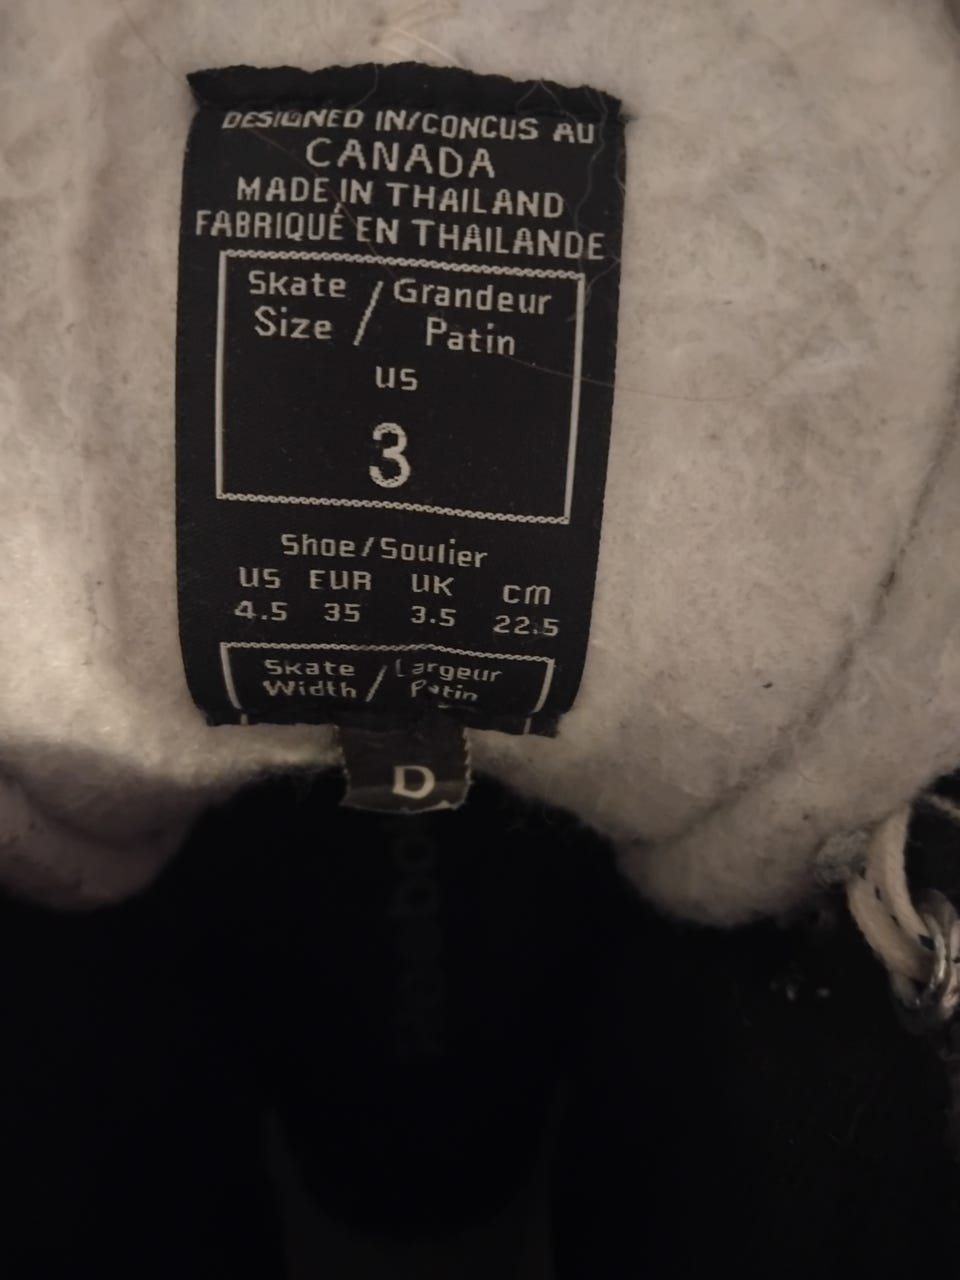 DESIGNED IN/CONCUS AU
CANADA
MADE IN THAILAND
FABRIQUÉ EN THAILANDE
Skate / Grandeur
Size / Patin
US
3
Shoe/Soulier
US EUR UK cm
4.5 35 3.5 22.5
Skate / Largeur
Width / Patin
D